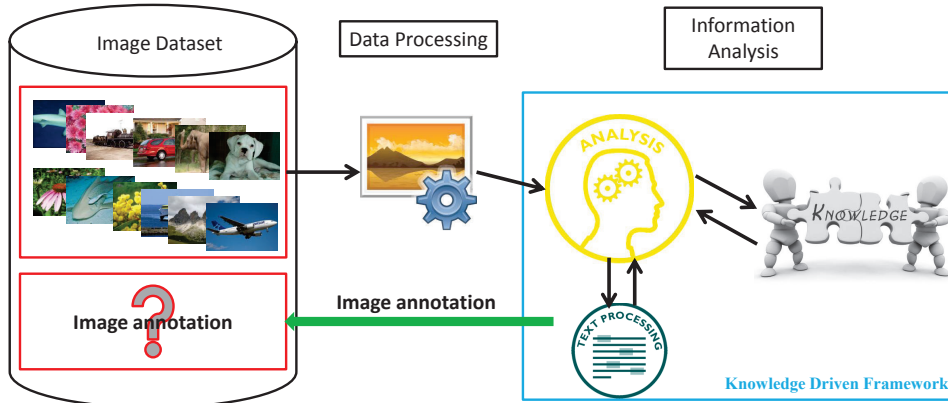 Image Dataset
Data Processing
Information
Analysis
ANALYSIS
KNOWLEDGE
Image annotation
Image annotation
?
TEXT PROCESSING
Knowledge Driven Framework